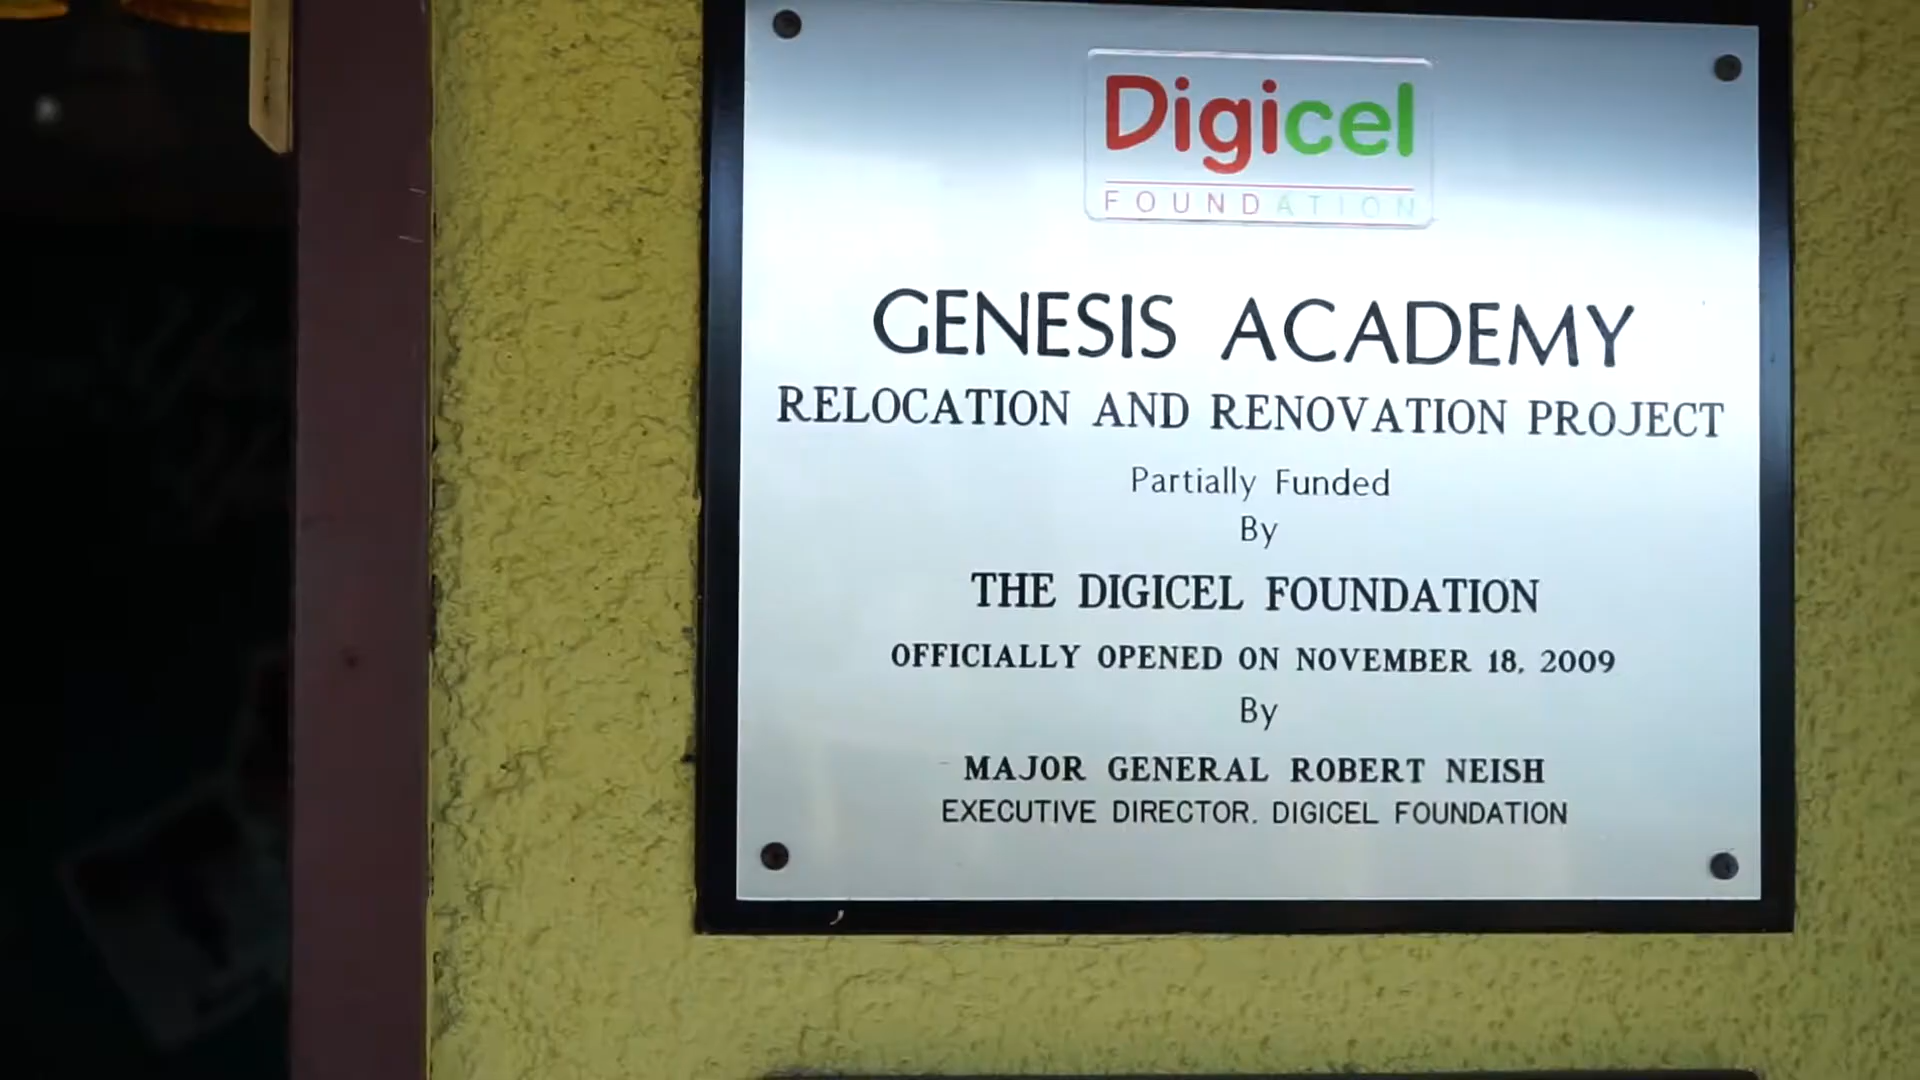 Digicel
FOUNDATION
GENESIS ACADEMY
RELOCATION AND RENOVATION PROJECT
Partially Funded
By
THE DIGICEL FOUNDATION
OFFICIALLY OPENED ON NOVEMBER 18, 2009
By
MAJOR GENERAL ROBERT NEISH
EXECUTIVE DIRECTOR. DIGICEL FOUNDATION